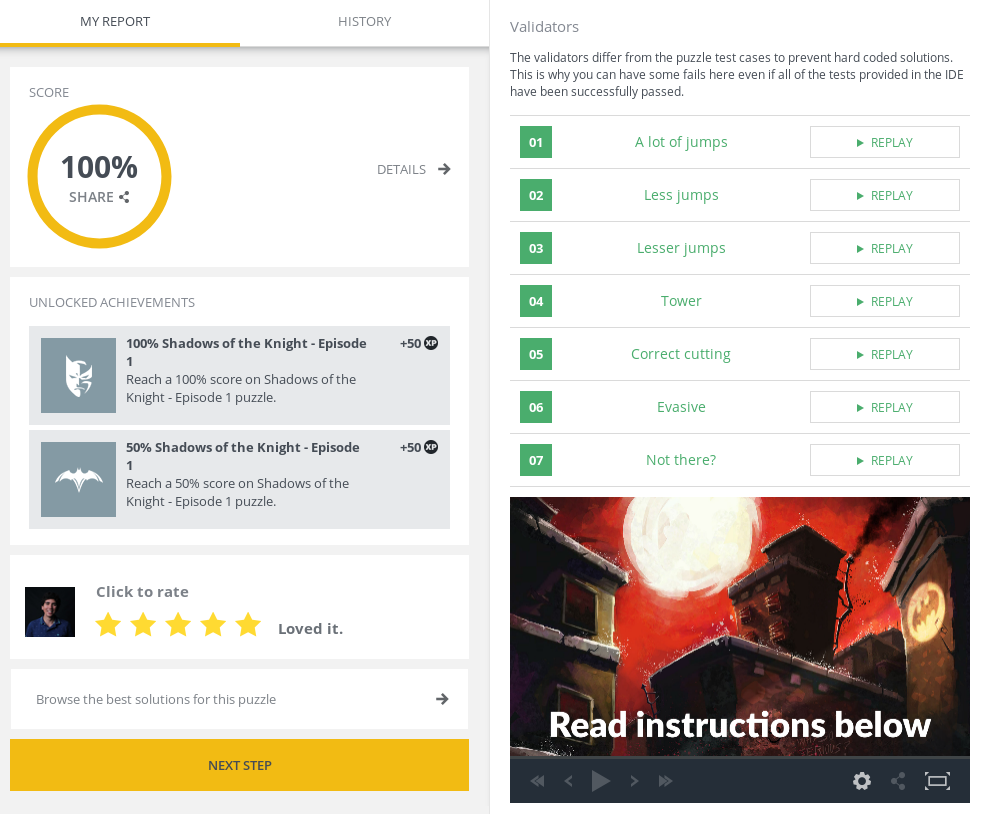 MY REPORT
HISTORY
SCORE
100%
SHARE
DETAILS
UNLOCKED ACHIEVEMENTS
100% Shadows of the Knight - Episode
1
+50 XP
Reach a 100% score on Shadows of the
Knight - Episode 1 puzzle.
50% Shadows of the Knight - Episode
1
+50 XP
Reach a 50% score on Shadows of the
Knight - Episode 1 puzzle.
Click to rate
Loved it.
Browse the best solutions for this puzzle
NEXT STEP
Validators
The validators differ from the puzzle test cases to prevent hard coded solutions.
This is why you can have some fails here even if all of the tests provided in the IDE
have been successfully passed.
01 A lot of jumps REPLAY
02 Less jumps REPLAY
03 Lesser jumps REPLAY
04 Tower REPLAY
05 Correct cutting REPLAY
06 Evasive REPLAY
07 Not there? REPLAY
Read instructions below